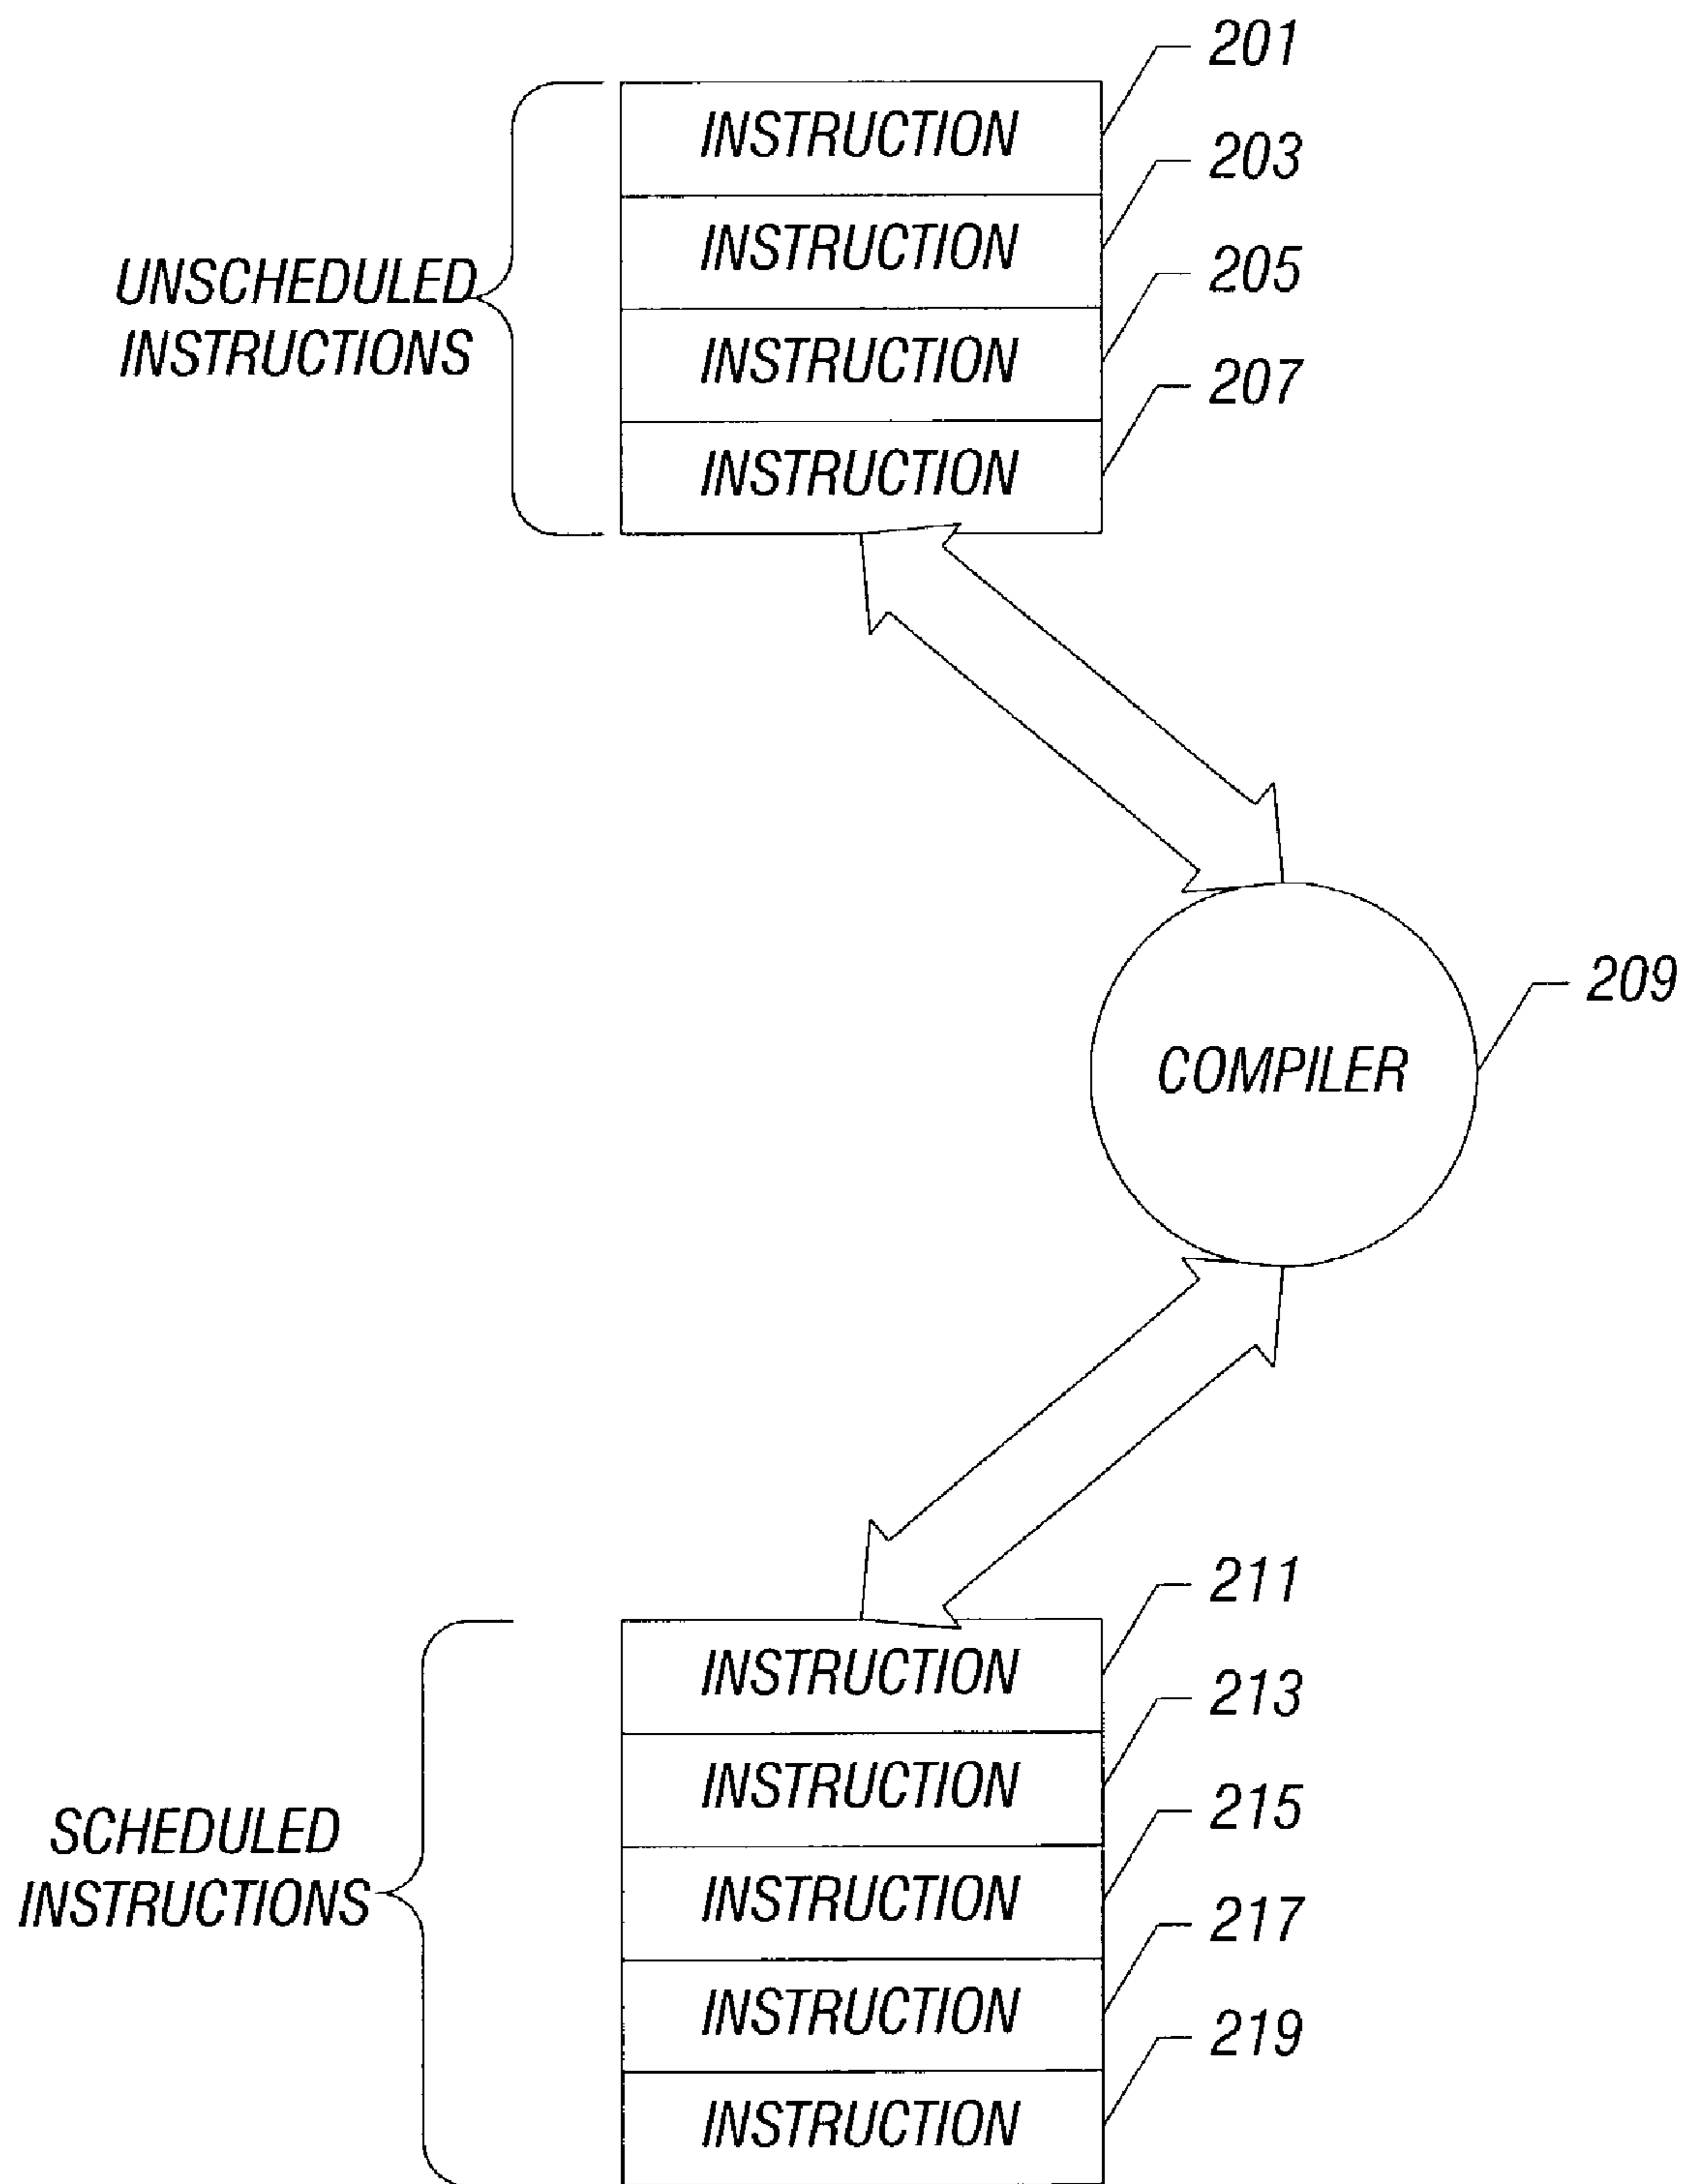 201
INSTRUCTION
203
INSTRUCTION
205
INSTRUCTION
207
INSTRUCTION
UNSCHEDULED
INSTRUCTIONS
209
COMPILER
211
INSTRUCTION
213
INSTRUCTION
215
INSTRUCTION
217
INSTRUCTION
219
INSTRUCTION
SCHEDULED
INSTRUCTIONS